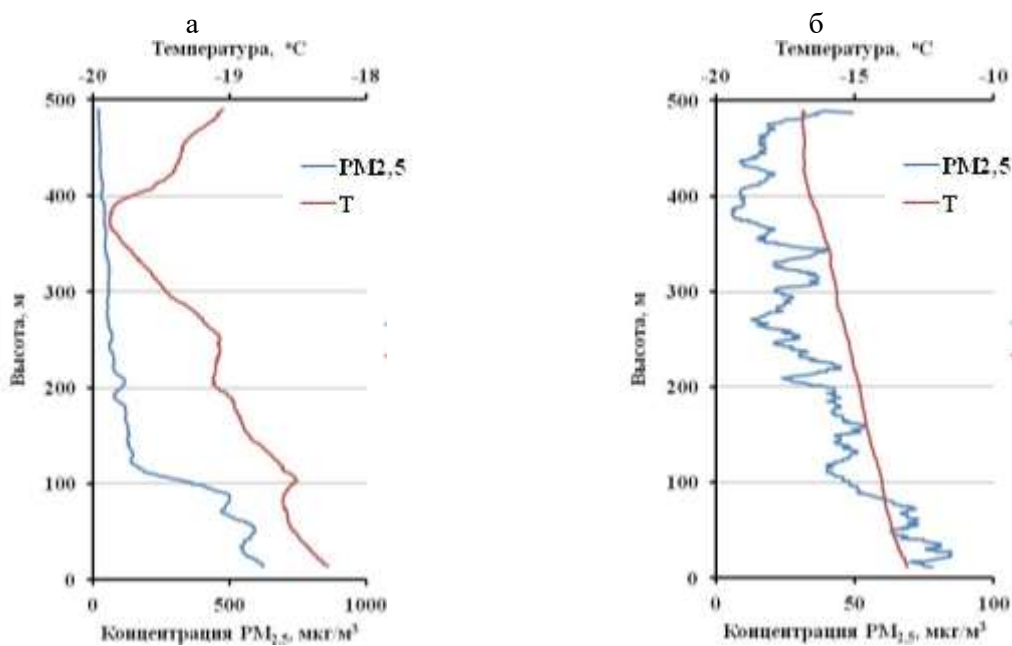 а
Температура, °C
-20 -19 -18
500
400
300
200
100
0
Высота, м
PM2,5
T
0 500 1000
Концентрация PM2,5, мкг/м3
б
Температура, °C
-20 -15 -10
500
400
300
200
100
0
Высота, м
PM2,5
T
0 50 100
Концентрация PM2,5, мкг/м3